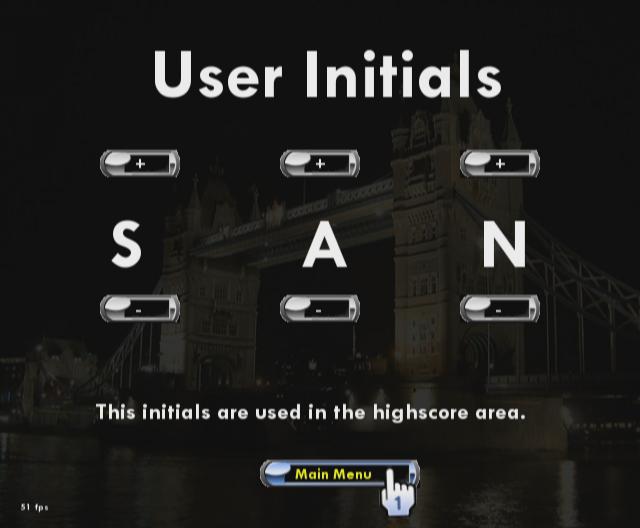 User Initials
+ + +
S A N
- - -
This initials are used in the highscore area.
Main Menu
1
51 fps